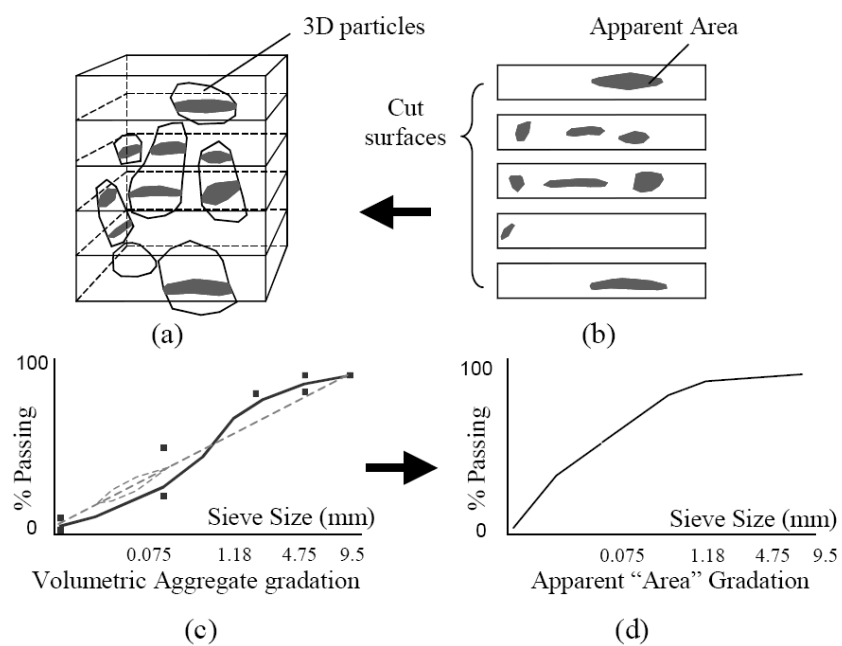 3D particles
Apparent Area
Cut
surfaces
(a)
(b)
100
% Passing
0
Sieve Size (mm)
0.075 1.18 4.75 9.5
Volumetric Aggregate gradation
(c)
100
% Passing
0
Sieve Size (mm)
0.075 1.18 4.75 9.5
Apparent “Area” Gradation
(d)